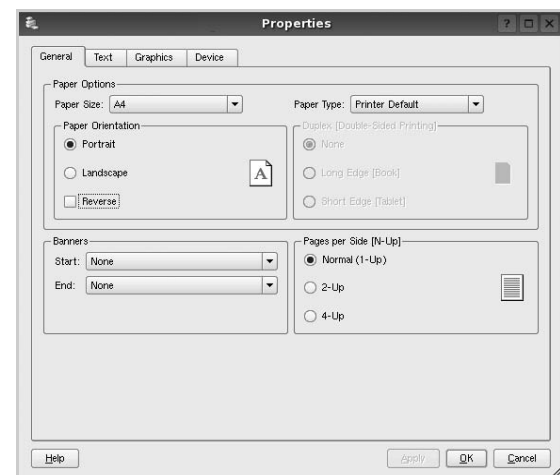 Properties
General Text Graphics Device
Paper Options
Paper Size: A4
Paper Type: Printer Default
Paper Orientation
Portrait
Landscape
Reverse
A
Duplex [Double-Sided Printing]
None
Long Edge [Book]
Short Edge [Tablet]
Banners
Start: None
End: None
Pages per Side [N-Up]
Normal (1-Up)
2-Up
4-Up
Help Apply OK Cancel